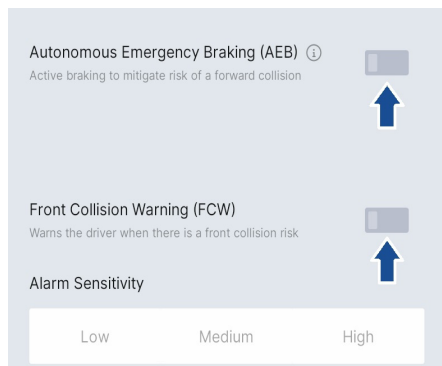 Autonomous Emergency Braking (AEB)
Active braking to mitigate risk of a forward collision
Front Collision Warning (FCW)
Warns the driver when there is a front collision risk
Alarm Sensitivity
Low Medium High